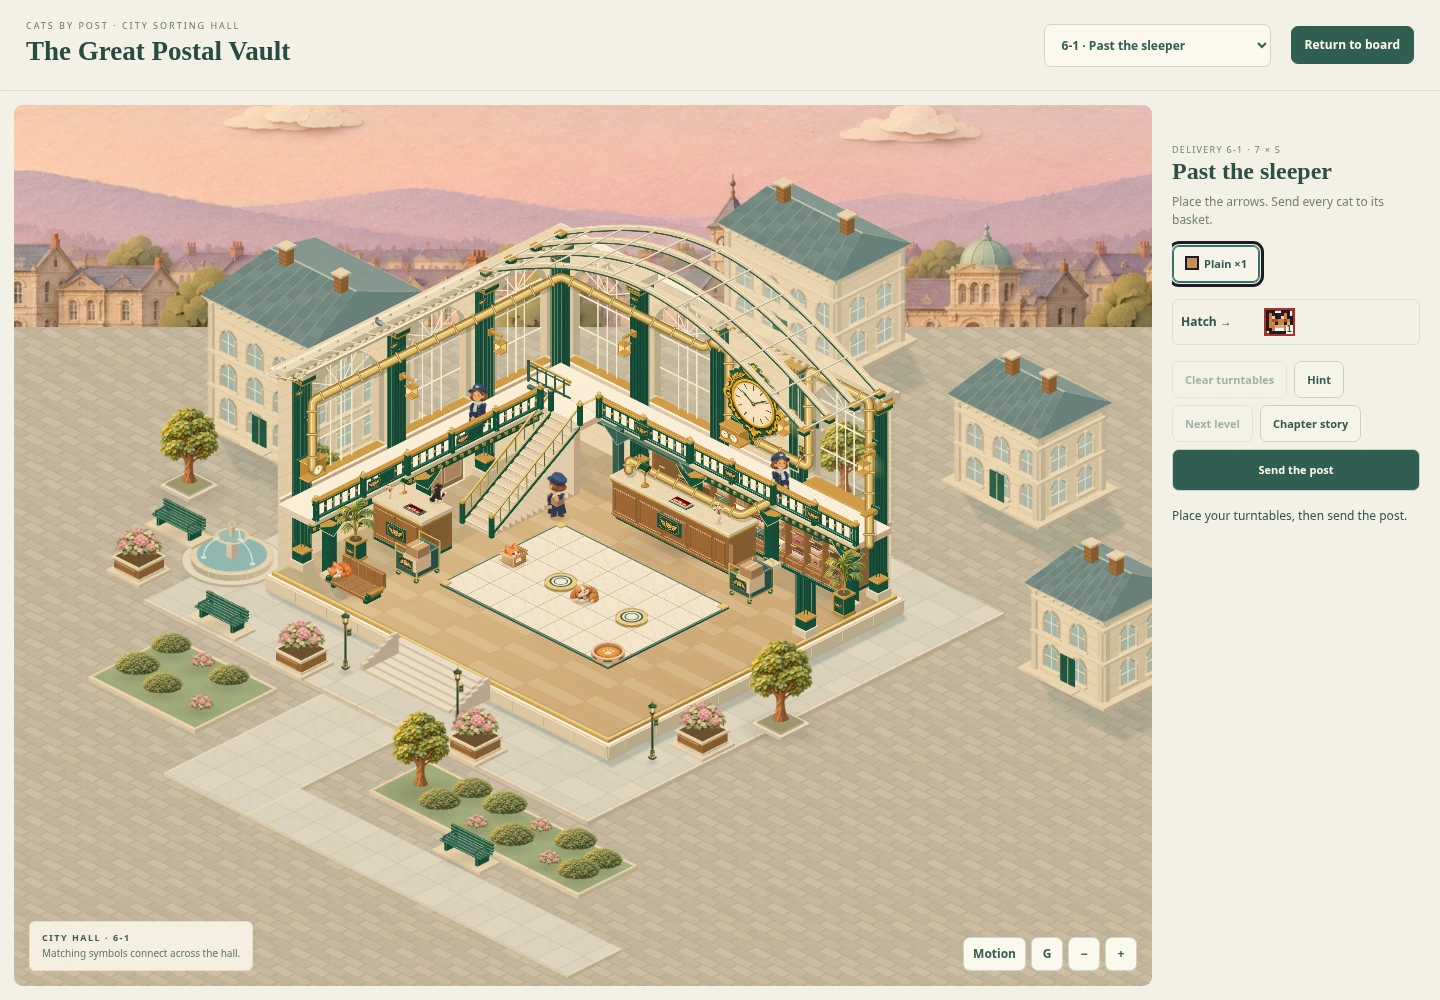 CATS BY POST · CITY SORTING HALL
The Great Postal Vault
6-1 · Past the sleeper
Return to board
DELIVERY 6-1 · 7 × 5
Past the sleeper
Place the arrows. Send every cat to its
basket.
Plain ×1
Hatch →
1
Clear turntables
Hint
Next level
Chapter story
Send the post
Place your turntables, then send the post.
CITY HALL · 6-1
Matching symbols connect across the hall.
Motion
G
−
+